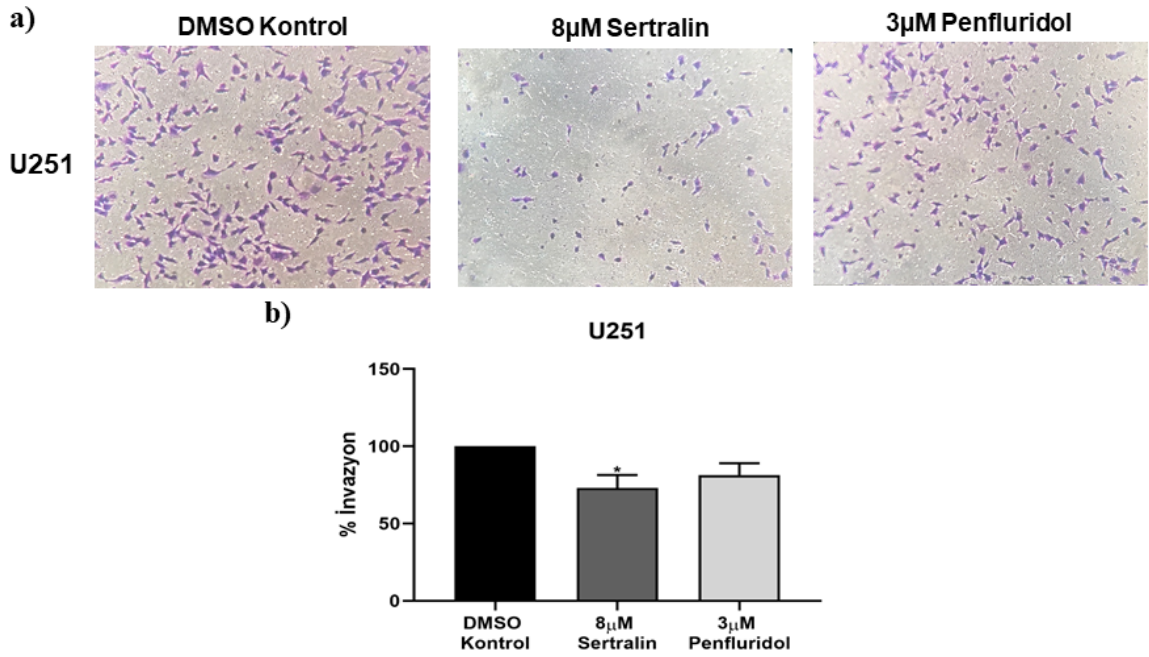 a)
DMSO Kontrol
8µM Sertralin
3µM Penfluridol
U251
b)
U251
150
100
50
0
% invazyon
*
DMSO
Kontrol
8µM
Sertralin
3µM
Penfluridol